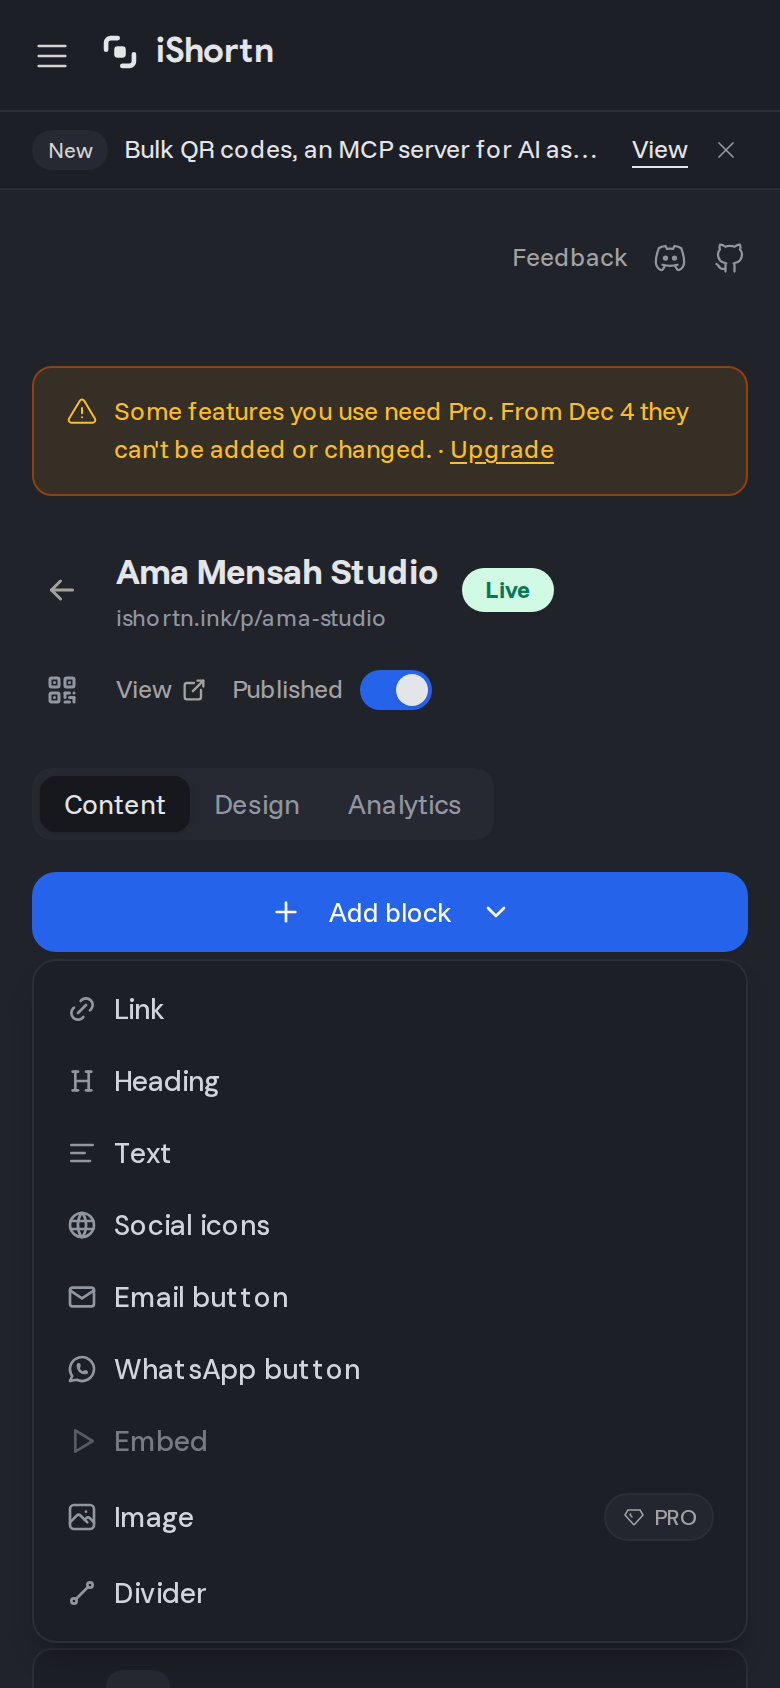 iShortn
New
Bulk QR codes, an MCP server for AI as...
View
Feedback
Some features you use need Pro. From Dec 4 they
can't be added or changed. · Upgrade
Ama Mensah Studio
Live
ishortn.ink/p/ama-studio
View
Published
Content
Design
Analytics
Add block
Link
Heading
Text
Social icons
Email button
WhatsApp button
Embed
Image
PRO
Divider